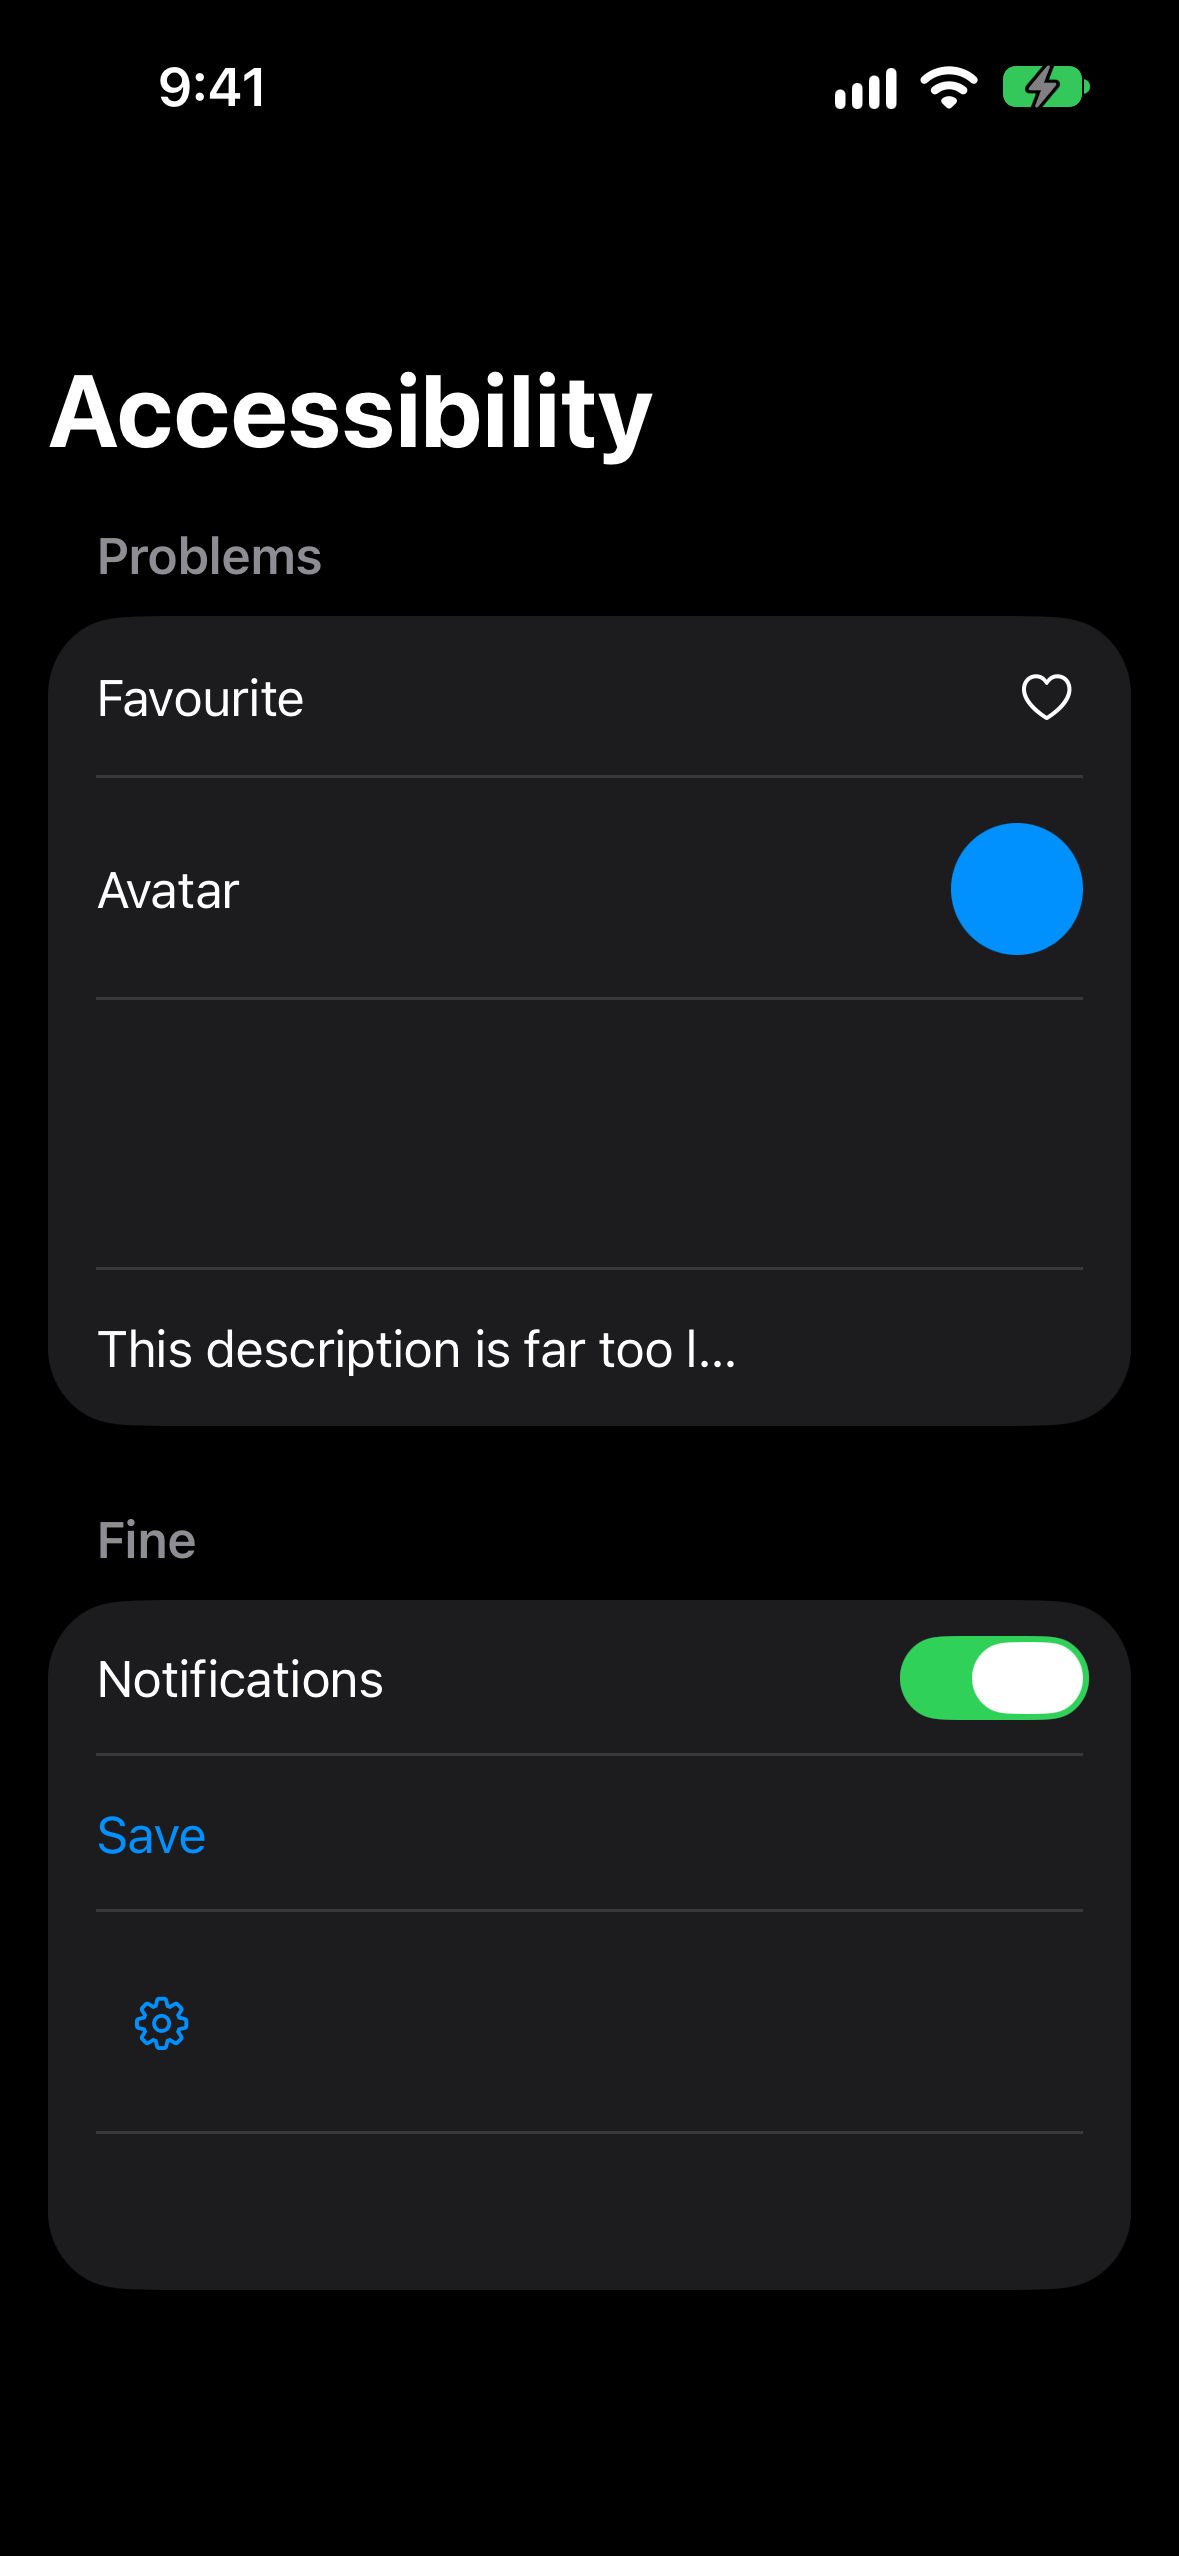 9:41
Accessibility
Problems
Favourite
Avatar
This description is far too l...
Fine
Notifications
Save